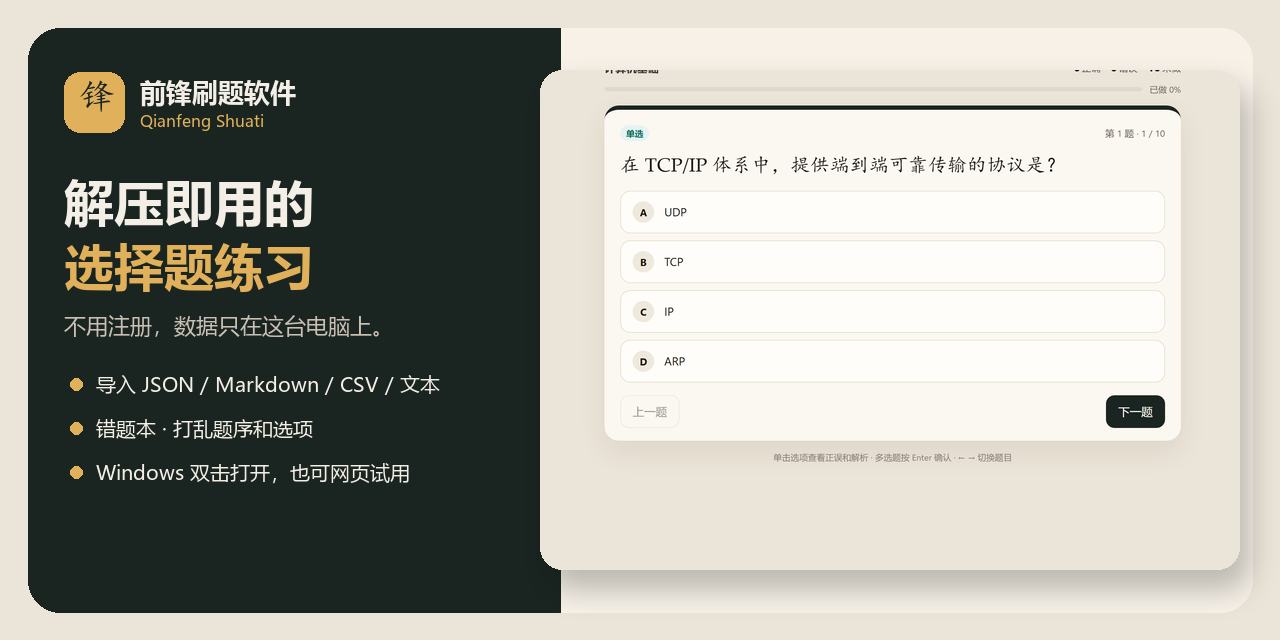 锋
前锋刷题软件
Qianfeng Shuati
解压即用的
选择题练习
不用注册，数据只在这台电脑上。
导入 JSON / Markdown / CSV / 文本
错题本 · 打乱题序和选项
Windows 双击打开，也可网页试用
已做 0%
单选
第 1 题 · 1 / 10
在 TCP/IP 体系中，提供端到端可靠传输的协议是？
A UDP
B TCP
C IP
D ARP
上一题
下一题
单击选项查看正误和解析 · 多选题按 Enter 确认 · ← → 切换题目